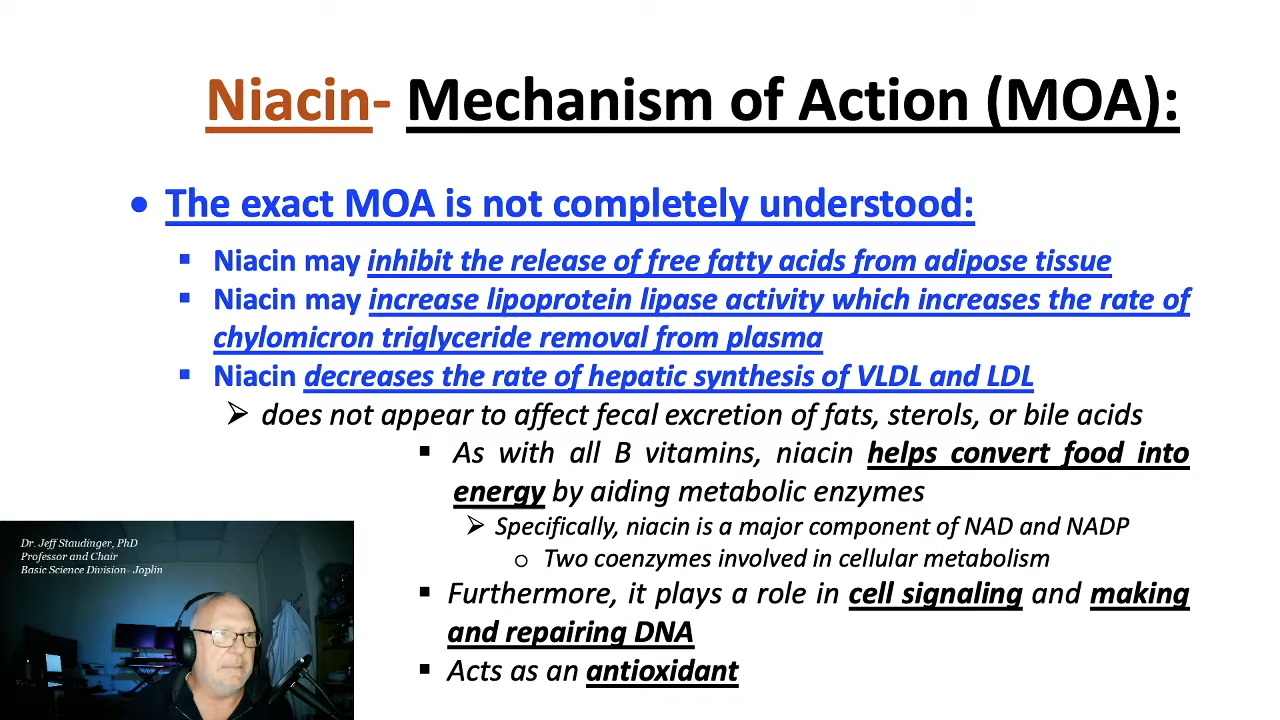 Niacin- Mechanism of Action (MOA):
• The exact MOA is not completely understood:
▪ Niacin may inhibit the release of free fatty acids from adipose tissue
▪ Niacin may increase lipoprotein lipase activity which increases the rate of
chylomicron triglyceride removal from plasma
▪ Niacin decreases the rate of hepatic synthesis of VLDL and LDL
➢ does not appear to affect fecal excretion of fats, sterols, or bile acids
▪ As with all B vitamins, niacin helps convert food into
energy by aiding metabolic enzymes
➢ Specifically, niacin is a major component of NAD and NADP
o Two coenzymes involved in cellular metabolism
▪ Furthermore, it plays a role in cell signaling and making
and repairing DNA
▪ Acts as an antioxidant
Dr. Jeff Staudinger, PhD
Professor and Chair
Basic Science Division- Joplin